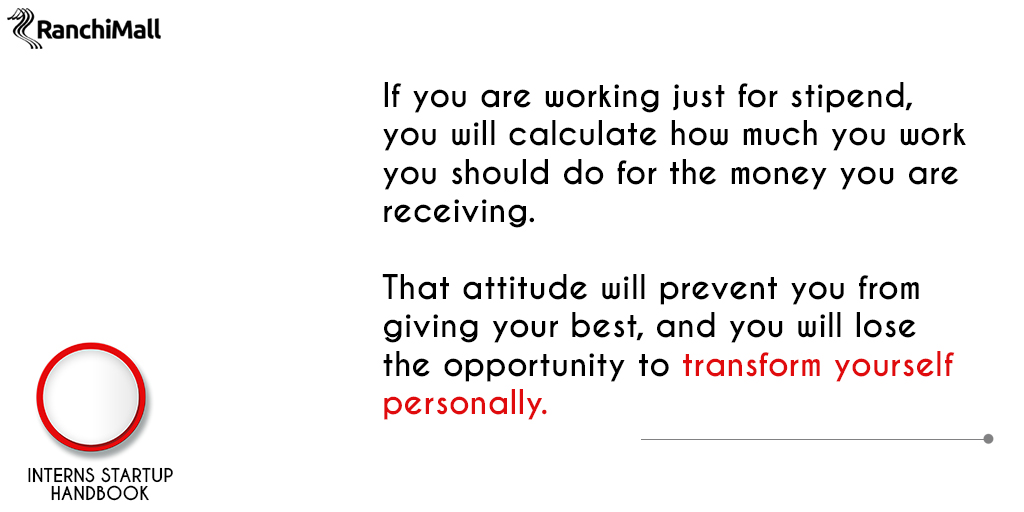 RanchiMall
If you are working just for stipend,
you will calculate how much you work
you should do for the money you are
receiving.
That attitude will prevent you from
giving your best, and you will lose
the opportunity to transform yourself
personally.
INTERNS STARTUP
HANDBOOK